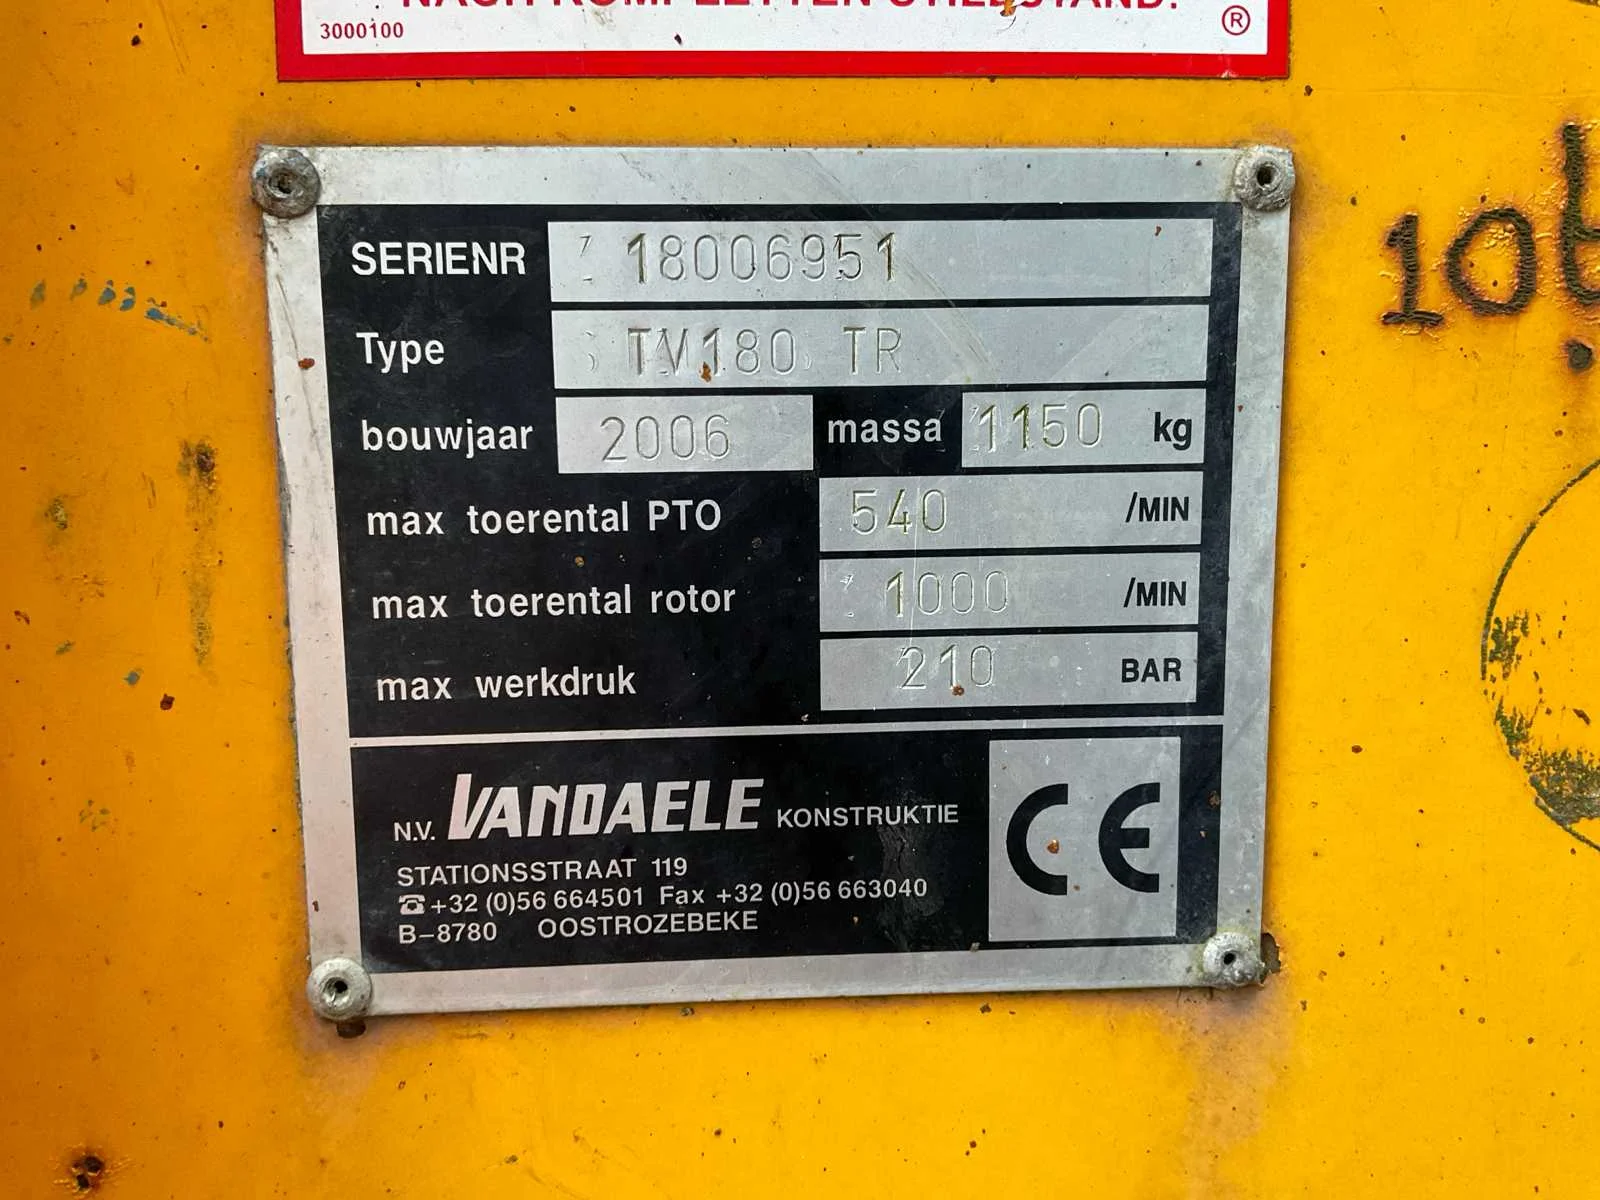 3000100 ®
SERIENR 18006951
Type TV180 TR
bouwjaar 2006 massa 1150 kg
max toerental PTO 540 /MIN
max toerental rotor 1000 /MIN
max werkdruk 210 BAR
N.V. VANDAELE KONSTRUKTIE
STATIONSSTRAAT 119
☎ +32 (0)56 664501 Fax +32 (0)56 663040
B-8780 OOSTROZEBEKE
CE